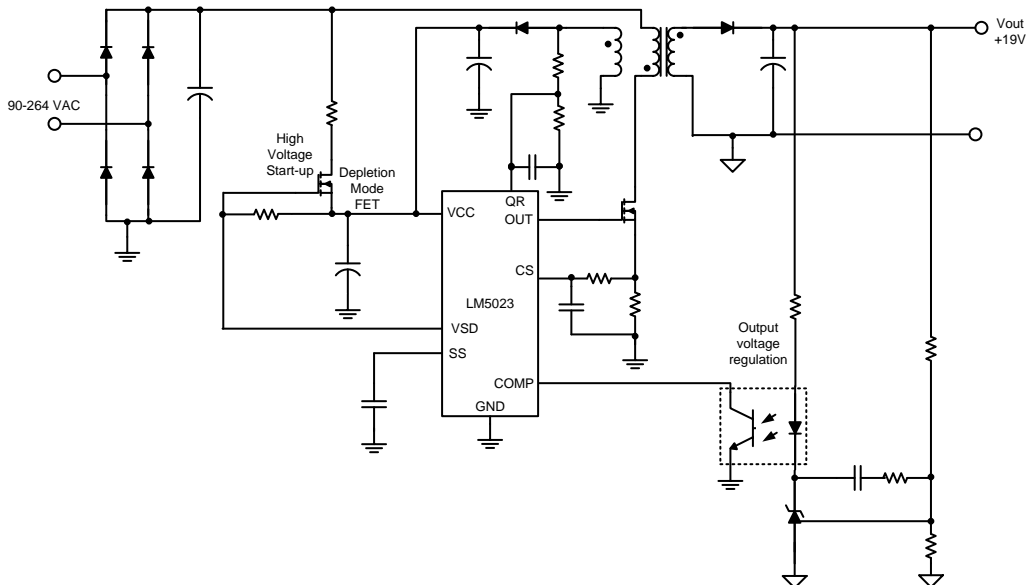 Vout
+19V
90-264 VAC
High
Voltage
Start-up
Depletion
Mode
FET
QR
VCC
OUT
CS
LM5023
VSD
SS
COMP
GND
Output
voltage
regulation